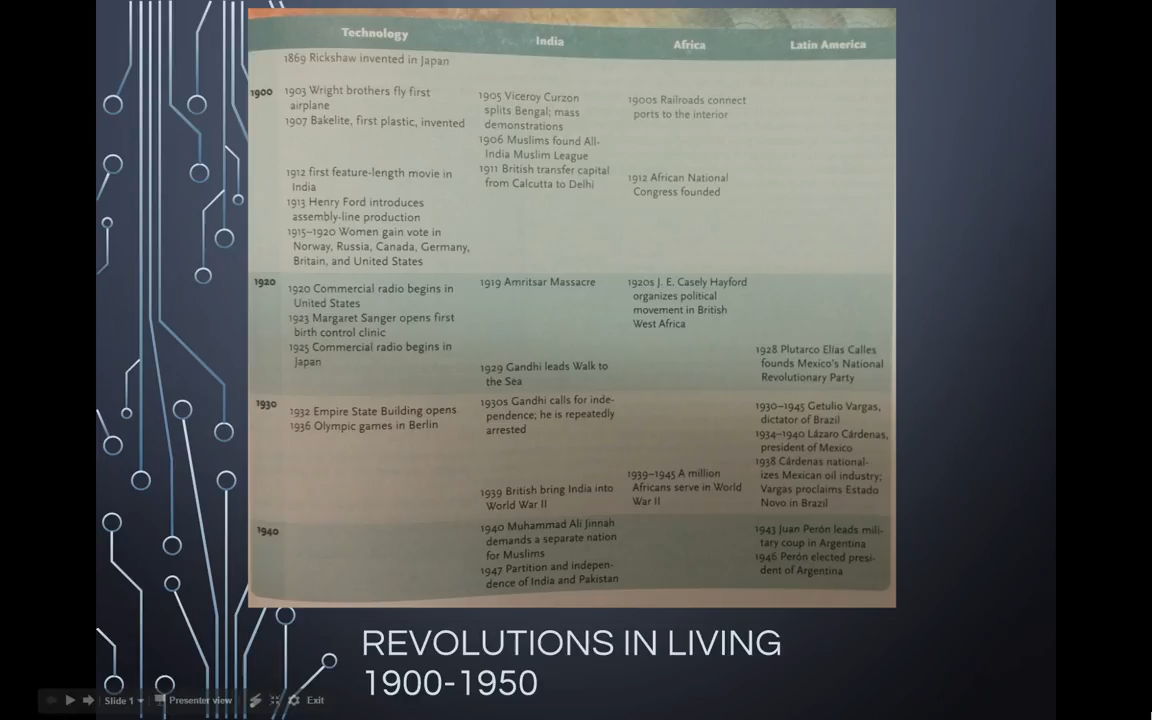 Technology
India
Africa
Latin America
1869 Rickshaw invented in Japan
1900
1903 Wright brothers fly first
airplane
1907 Bakelite, first plastic, invented
1912 first feature-length movie in
India
1913 Henry Ford introduces
assembly-line production
1915–1920 Women gain vote in
Norway, Russia, Canada, Germany,
Britain, and United States
1905 Viceroy Curzon
splits Bengal; mass
demonstrations
1906 Muslims found All-
India Muslim League
1911 British transfer capital
from Calcutta to Delhi
1900s Railroads connect
ports to the interior
1912 African National
Congress founded
1920
1920 Commercial radio begins in
United States
1923 Margaret Sanger opens first
birth control clinic
1925 Commercial radio begins in
Japan
1919 Amritsar Massacre
1929 Gandhi leads Walk to
the Sea
1920s J. E. Casely Hayford
organizes political
movement in British
West Africa
1928 Plutarco Elías Calles
founds Mexico's National
Revolutionary Party
1930
1932 Empire State Building opens
1936 Olympic games in Berlin
1930s Gandhi calls for inde-
pendence; he is repeatedly
arrested
1939 British bring India into
World War II
1939–1945 A million
Africans serve in World
War II
1930–1945 Getulio Vargas,
dictator of Brazil
1934–1940 Lázaro Cárdenas,
president of Mexico
1938 Cárdenas national-
izes Mexican oil industry;
Vargas proclaims Estado
Novo in Brazil
1940
1940 Muhammad Ali Jinnah
demands a separate nation
for Muslims
1947 Partition and indepen-
dence of India and Pakistan
1943 Juan Perón leads mili-
tary coup in Argentina
1946 Perón elected presi-
dent of Argentina
REVOLUTIONS IN LIVING
1900-1950
Slide 1
Presenter view
Exit